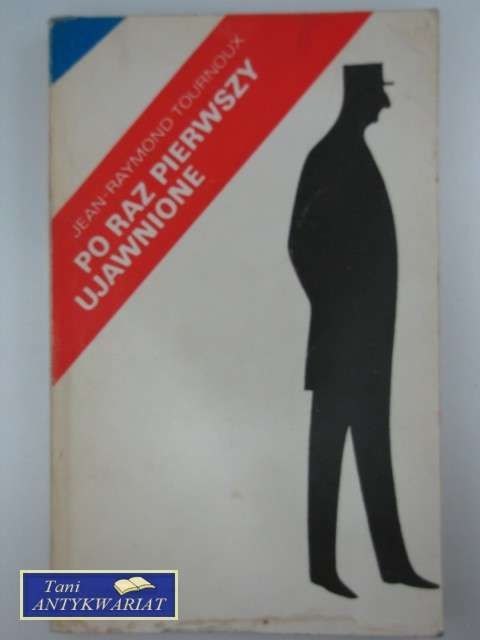 JEAN-RAYMOND TOURNOUX
PO RAZ PIERWSZY
UJAWNIONE
Tani
ANTYKWARIAT